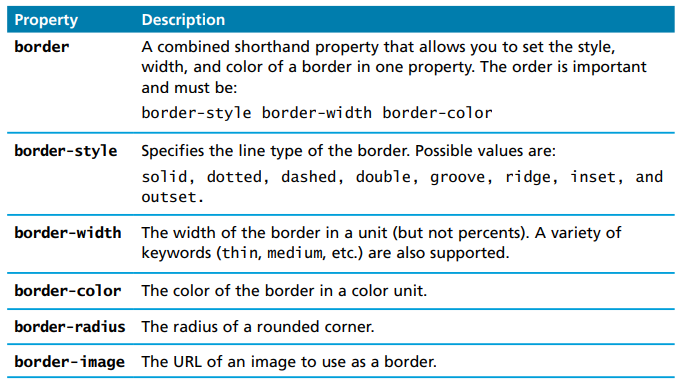 Property Description
border A combined shorthand property that allows you to set the style,
width, and color of a border in one property. The order is important
and must be:
border-style border-width border-color
border-style Specifies the line type of the border. Possible values are:
solid, dotted, dashed, double, groove, ridge, inset, and
outset.
border-width The width of the border in a unit (but not percents). A variety of
keywords (thin, medium, etc.) are also supported.
border-color The color of the border in a color unit.
border-radius The radius of a rounded corner.
border-image The URL of an image to use as a border.